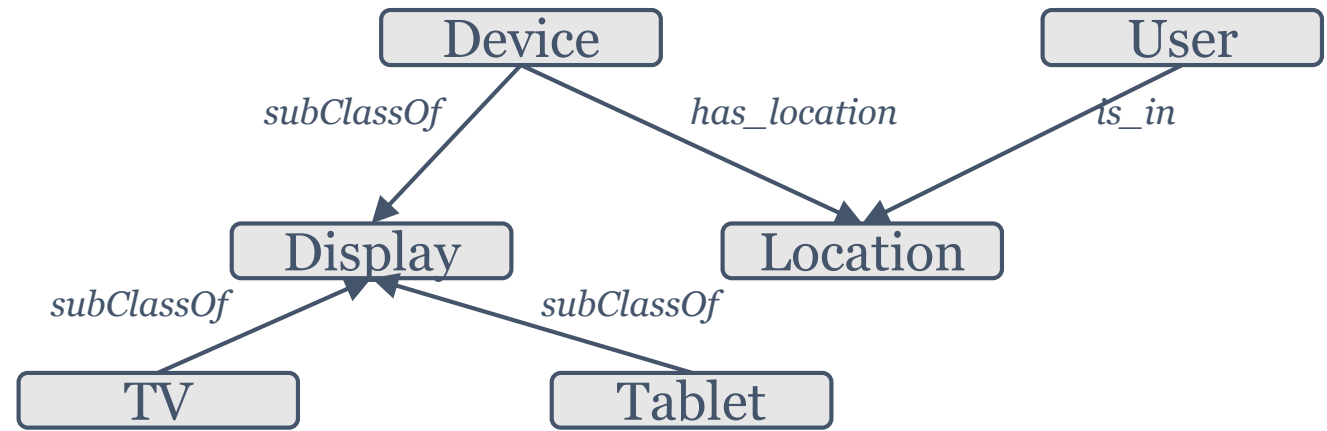 Device
User
subClassOf
has_location
is_in
Display
Location
subClassOf
subClassOf
TV
Tablet